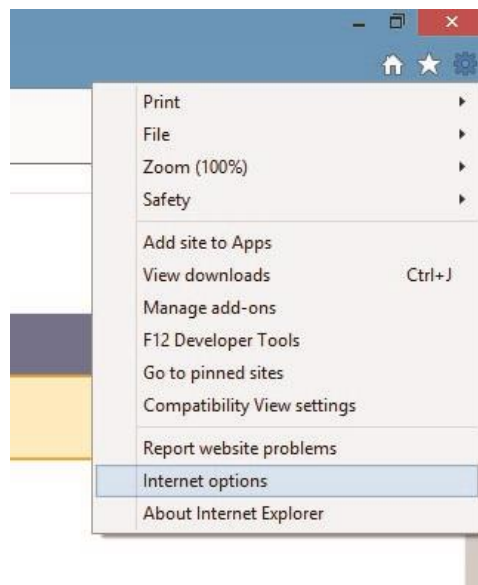 Print
File
Zoom (100%)
Safety
Add site to Apps
View downloads Ctrl+J
Manage add-ons
F12 Developer Tools
Go to pinned sites
Compatibility View settings
Report website problems
Internet options
About Internet Explorer